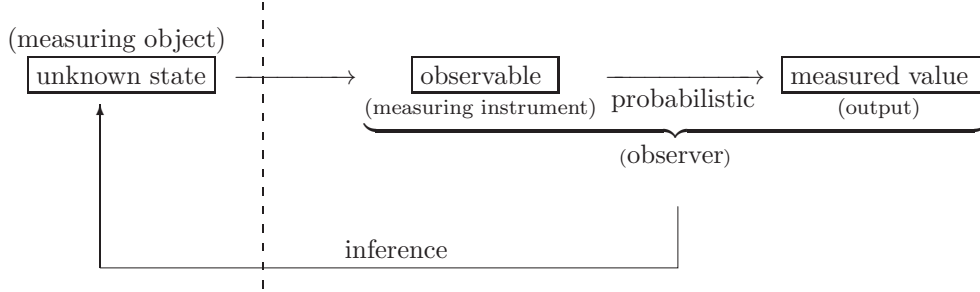 (measuring object)
unknown state
observable
measured value
(measuring instrument)
probabilistic
(output)
(observer)
inference